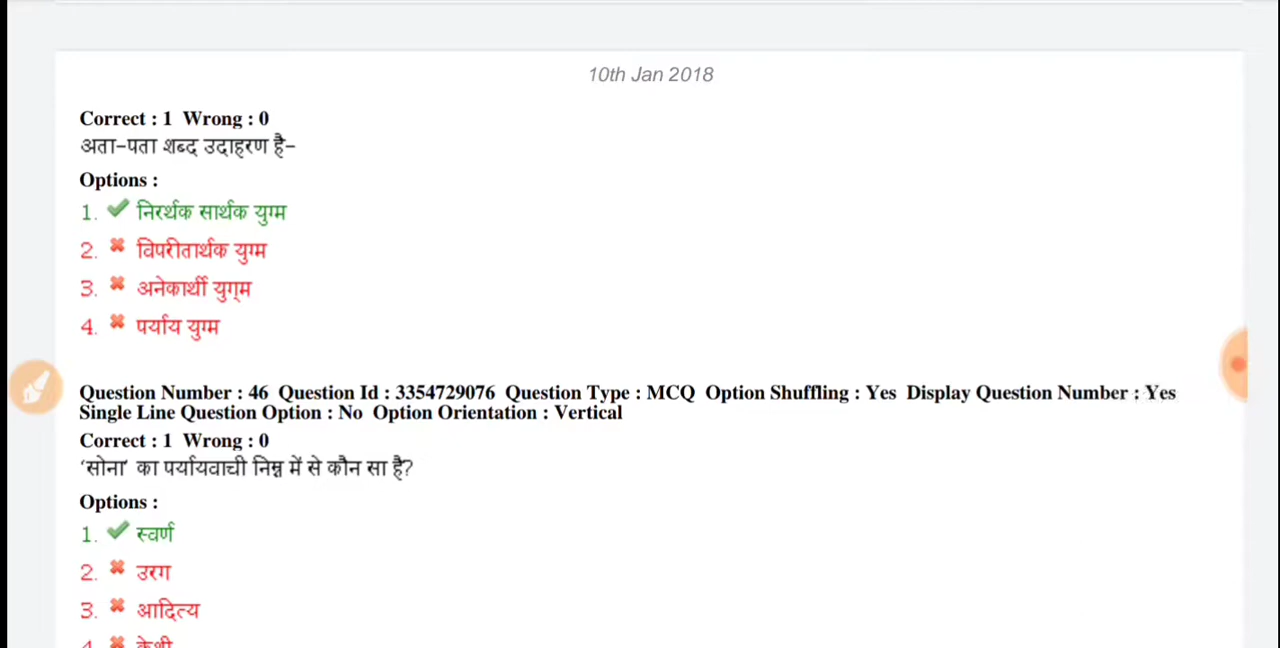 10th Jan 2018
Correct : 1 Wrong : 0
अता-पता शब्द उदाहरण है-
Options :
1. निरर्थक सार्थक युग्म
2. विपरीतार्थक युग्म
3. अनेकार्थी युग्म
4. पर्याय युग्म
Question Number : 46 Question Id : 3354729076 Question Type : MCQ Option Shuffling : Yes Display Question Number : Yes
Single Line Question Option : No Option Orientation : Vertical
Correct : 1 Wrong : 0
‘सोना’ का पर्यायवाची निम्न में से कौन सा है?
Options :
1. स्वर्ण
2. उरग
3. आदित्य
4. केशी